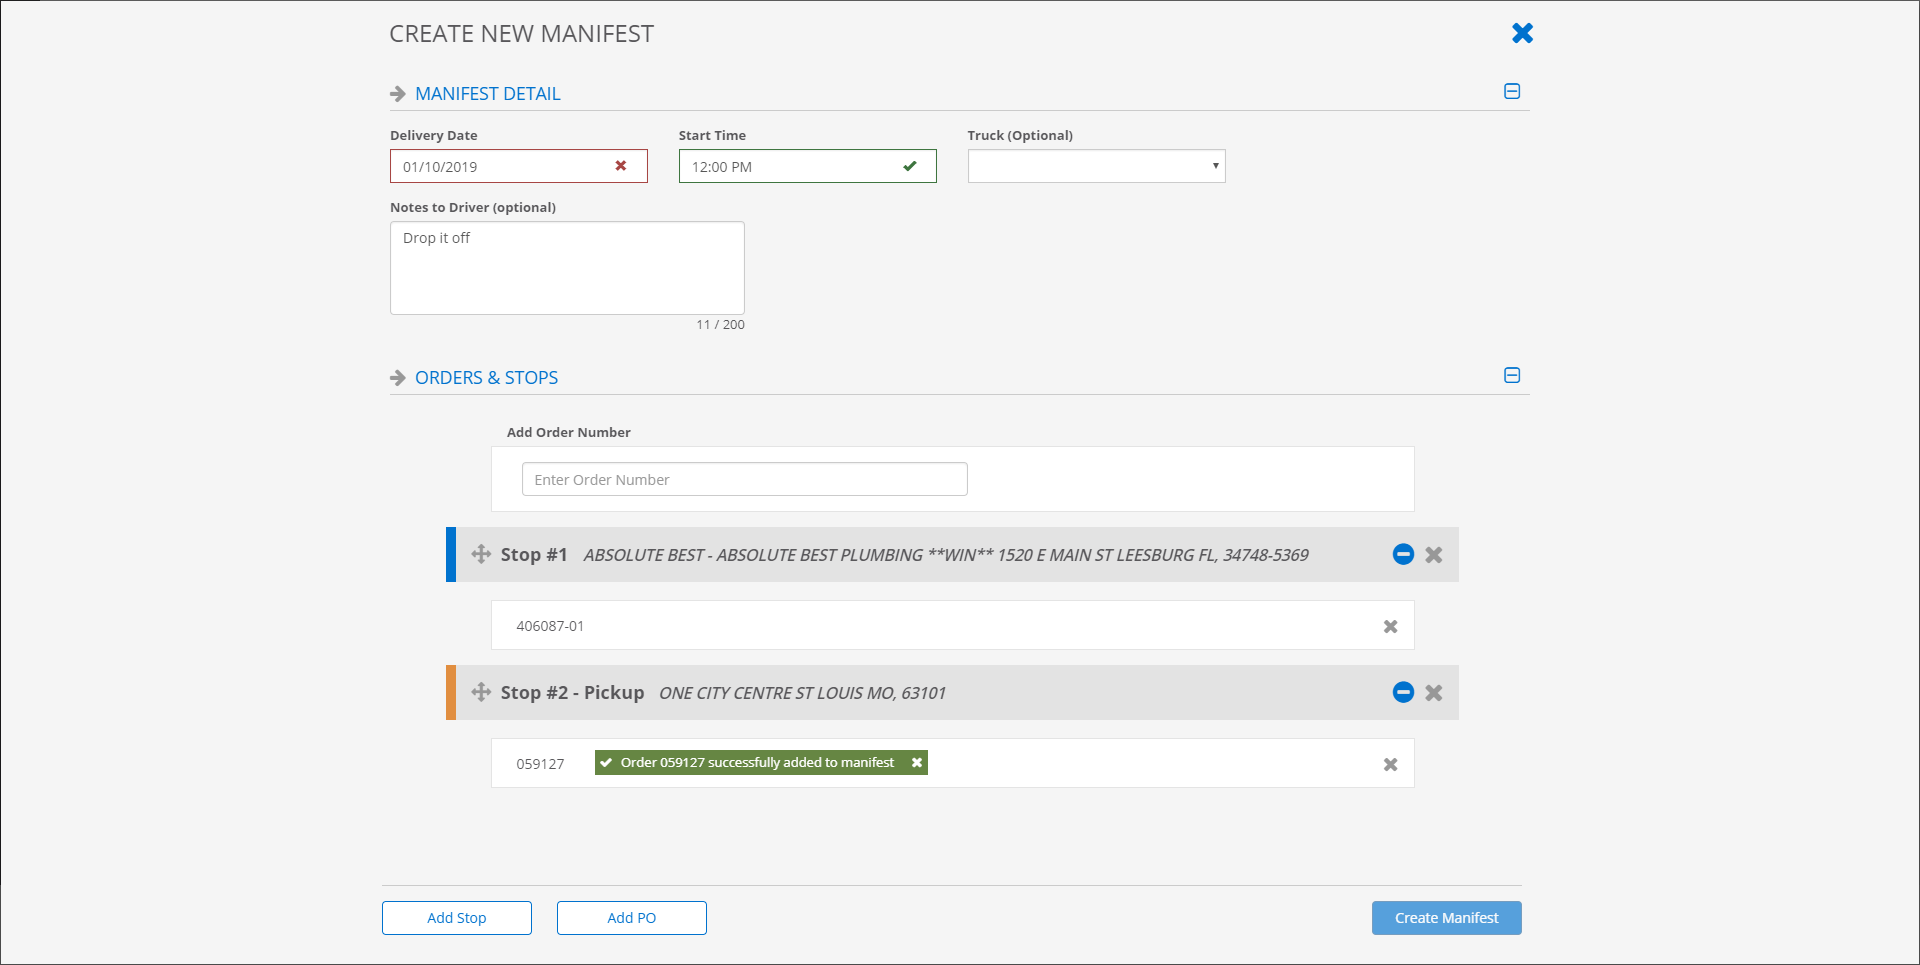 CREATE NEW MANIFEST
MANIFEST DETAIL
Delivery Date
Start Time
Truck (Optional)
01/10/2019
12:00 PM
Notes to Driver (optional)
Drop it off
11 / 200
ORDERS & STOPS
Add Order Number
Enter Order Number
Stop #1 ABSOLUTE BEST - ABSOLUTE BEST PLUMBING **WIN** 1520 E MAIN ST LEESBURG FL, 34748-5369
406087-01
Stop #2 - Pickup ONE CITY CENTRE ST LOUIS MO, 63101
059127 Order 059127 successfully added to manifest
Add Stop
Add PO
Create Manifest